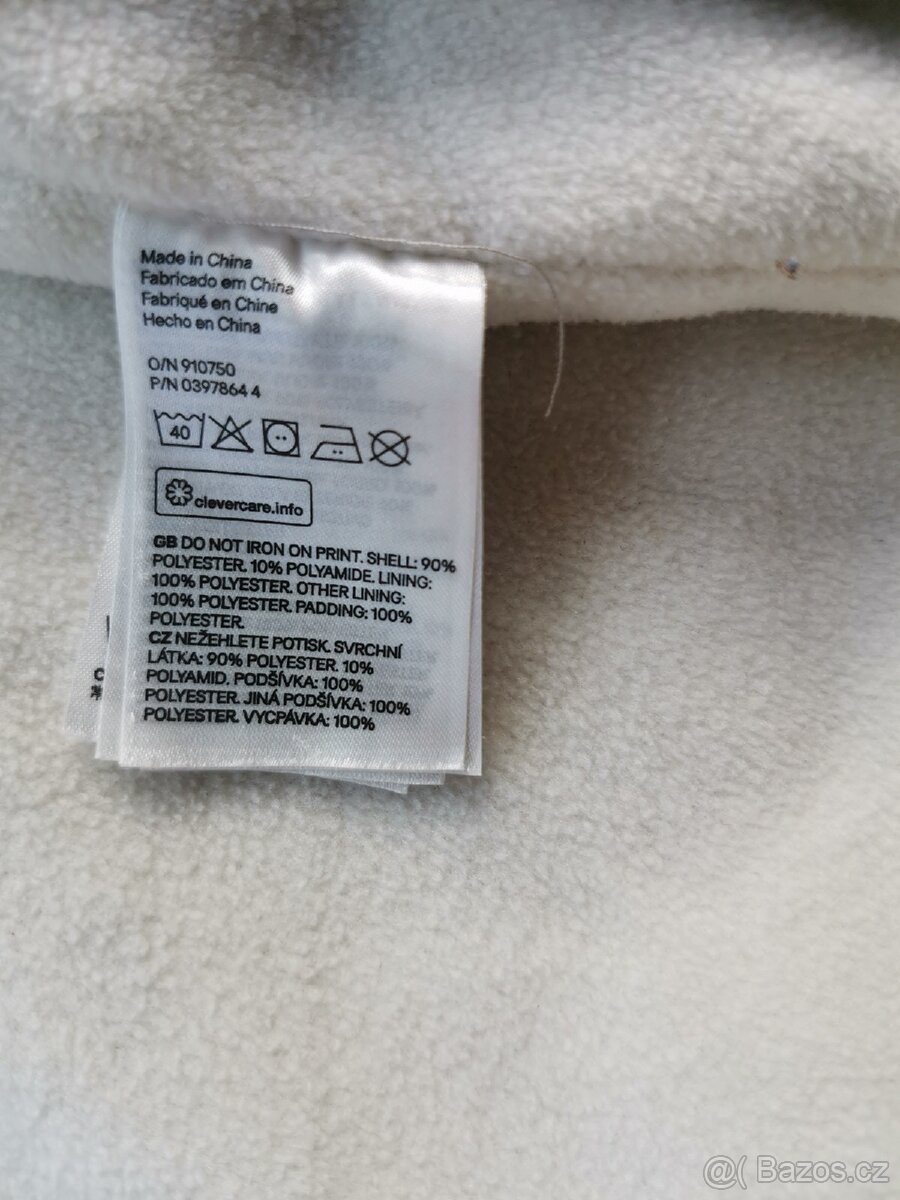 Made in China
Fabricado em China
Fabriqué en Chine
Hecho en China
O/N 910750
P/N 0397864 4
40
clevercare.info
GB DO NOT IRON ON PRINT. SHELL: 90%
POLYESTER. 10% POLYAMIDE. LINING:
100% POLYESTER. OTHER LINING:
100% POLYESTER. PADDING: 100%
POLYESTER.
CZ NEŽEHLETE POTISK. SVRCHNÍ
LÁTKA: 90% POLYESTER. 10%
POLYAMID. PODŠÍVKA: 100%
POLYESTER. JINÁ PODŠÍVKA: 100%
POLYESTER. VYCPÁVKA: 100%
@( Bazos.cz